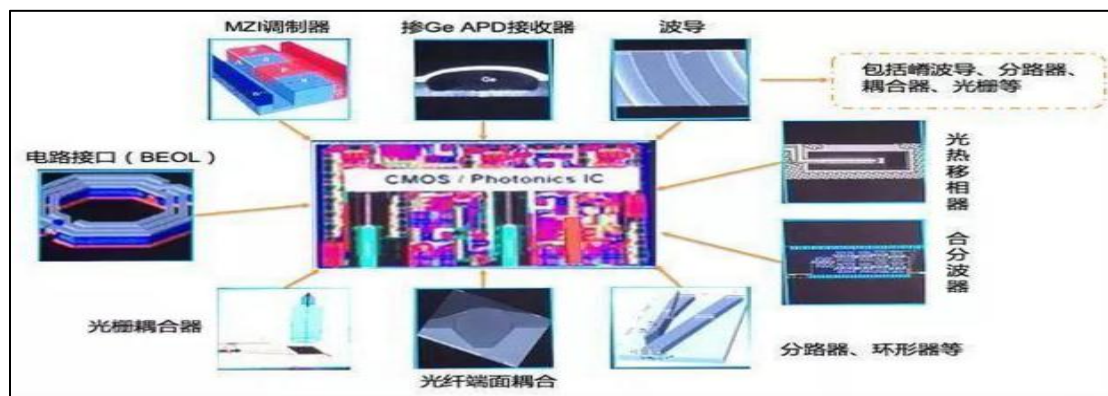 MZI调制器
掺Ge APD接收器
波导
包括嵴波导、分路器、
耦合器、光栅等
电路接口（BEOL）
Ge
CMOS / Photonics IC
光热移相器
合分波器
光栅耦合器
光纤端面耦合
分路器、环形器等